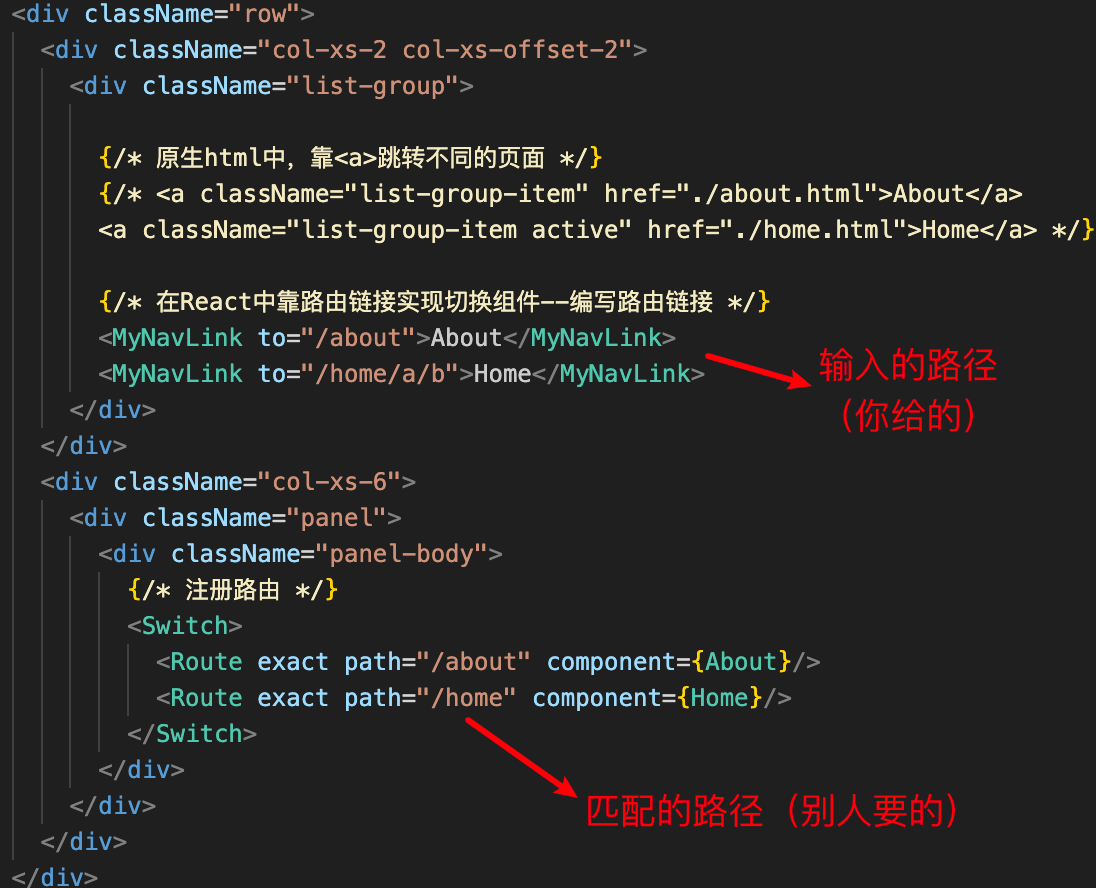 <div className="row">
<div className="col-xs-2 col-xs-offset-2">
<div className="list-group">
{/* 原生html中，靠<a>跳转不同的页面 */}
{/* <a className="list-group-item" href="./about.html">About</a>
<a className="list-group-item active" href="./home.html">Home</a> */}
{/* 在React中靠路由链接实现切换组件--编写路由链接 */}
<MyNavLink to="/about">About</MyNavLink>
<MyNavLink to="/home/a/b">Home</MyNavLink>
输入的路径
（你给的）
</div>
</div>
<div className="col-xs-6">
<div className="panel">
<div className="panel-body">
{/* 注册路由 */}
<Switch>
<Route exact path="/about" component={About}/>
<Route exact path="/home" component={Home}/>
</Switch>
</div>
匹配的路径（别人要的）
</div>
</div>
</div>